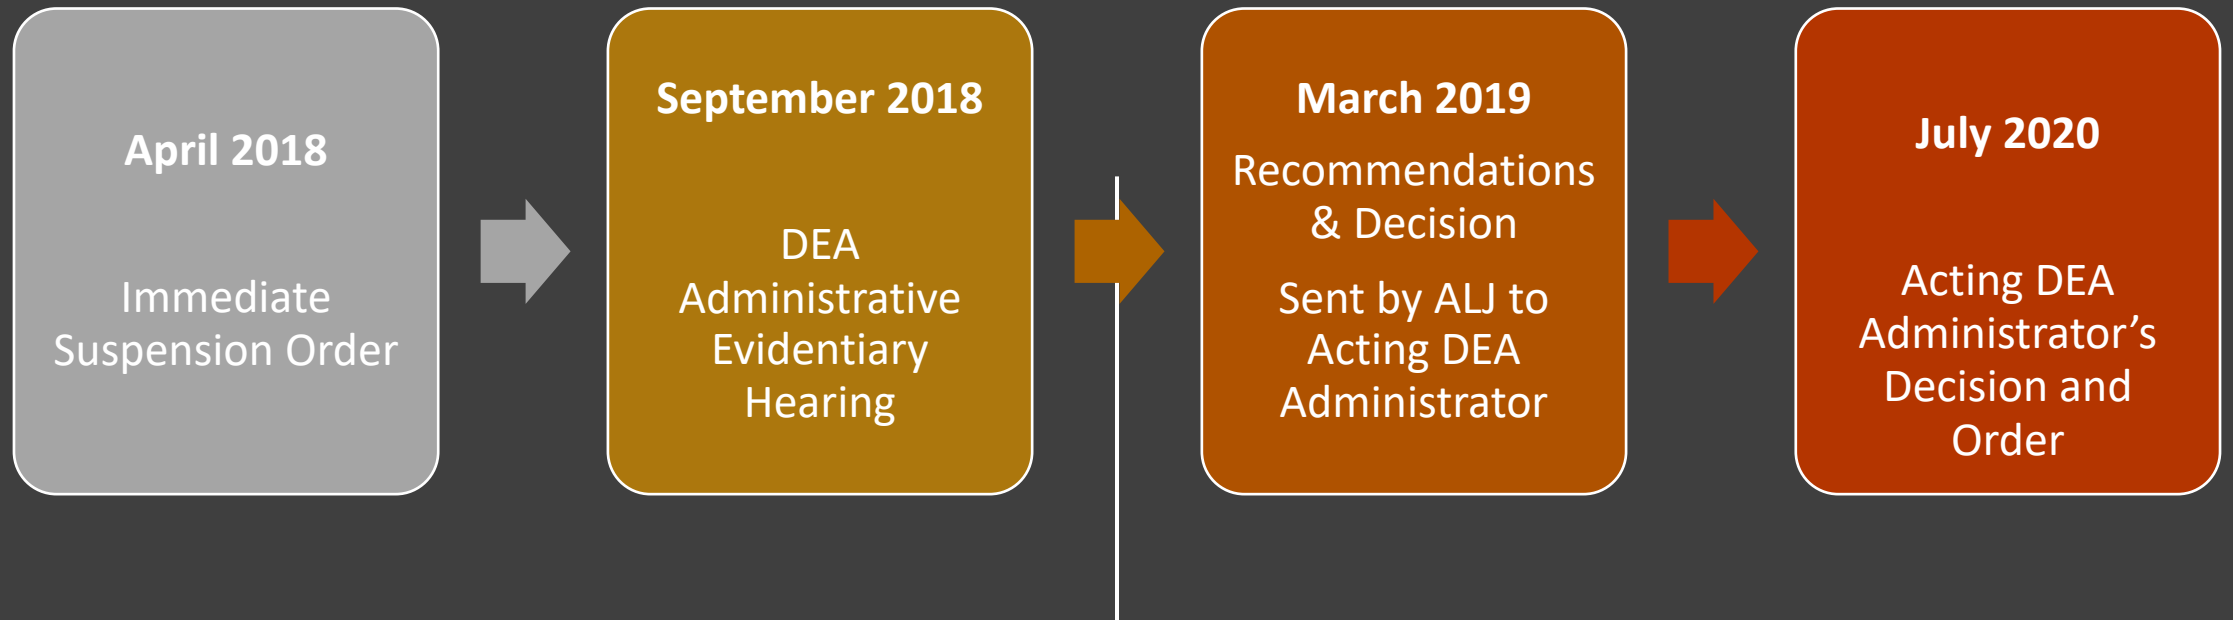 April 2018
Immediate
Suspension Order
September 2018
DEA
Administrative
Evidentiary
Hearing
March 2019
Recommendations
& Decision
Sent by ALJ to
Acting DEA
Administrator
July 2020
Acting DEA
Administrator’s
Decision and
Order